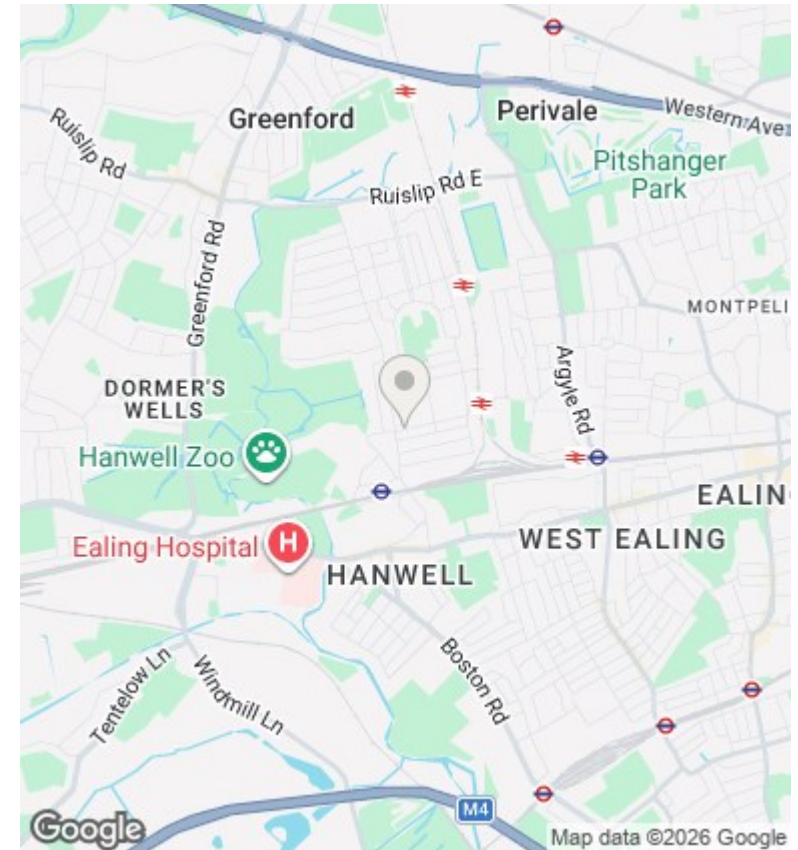 Greenford
Perivale
Western Ave
Ruislip Rd
Pitshanger
Park
Ruislip Rd E
Greenford Rd
MONTPELI
Argyle Rd
DORMER'S
WELLS
Hanwell Zoo
EALIN
Ealing Hospital
H
WEST EALING
HANWELL
Boston Rd
Tentelow Ln
Windmill Ln
M4
Google
Map data ©2026 Google